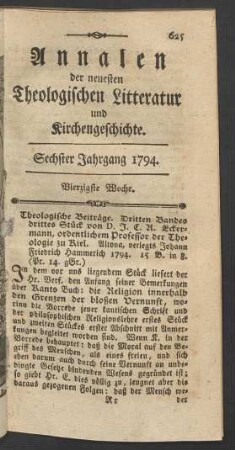 625
Annalen
der neuesten
Theologischen Litteratur
und
Kirchengeschichte.
Sechster Jahrgang 1794.
Vierzigste Woche.
Theologische Beiträge. Dritten Bandes
drittes Stück von D. J. C. R. Ecker-
mann, ordentlichem Professor der The-
ologie zu Kiel. Altona, verlegts Johann
Friedrich Hammerich 1794. 15 B. in 8.
(Pr. 14. gGr.)
In dem vor uns liegendem Stück liefert der
Hr. Verf. den Anfang seiner Bemerkungen
über Kants Buch: die Religion innerhalb
den Grenzen der bloßen Vernunft, wo-
von die Vorrede jener kantischen Schrift und
der philosophischen Religionslehre erstes Stück
und zweiten Stückes erster Abschnitt mit Anmer-
kungen begleitet worden sind. Wenn K. in der
Vorrede behauptet: daß die Moral auf den Be-
griff des Menschen, als eines freien, und sich
eben darum auch durch seine Vernunft an unbe-
dingte Gesetze bindenden Wesens gegründet ist;
so giebt Hr. E. dies völlig zu, leugnet aber die
daraus gezogenen Folgen: daß der Mensch we-
Rr der